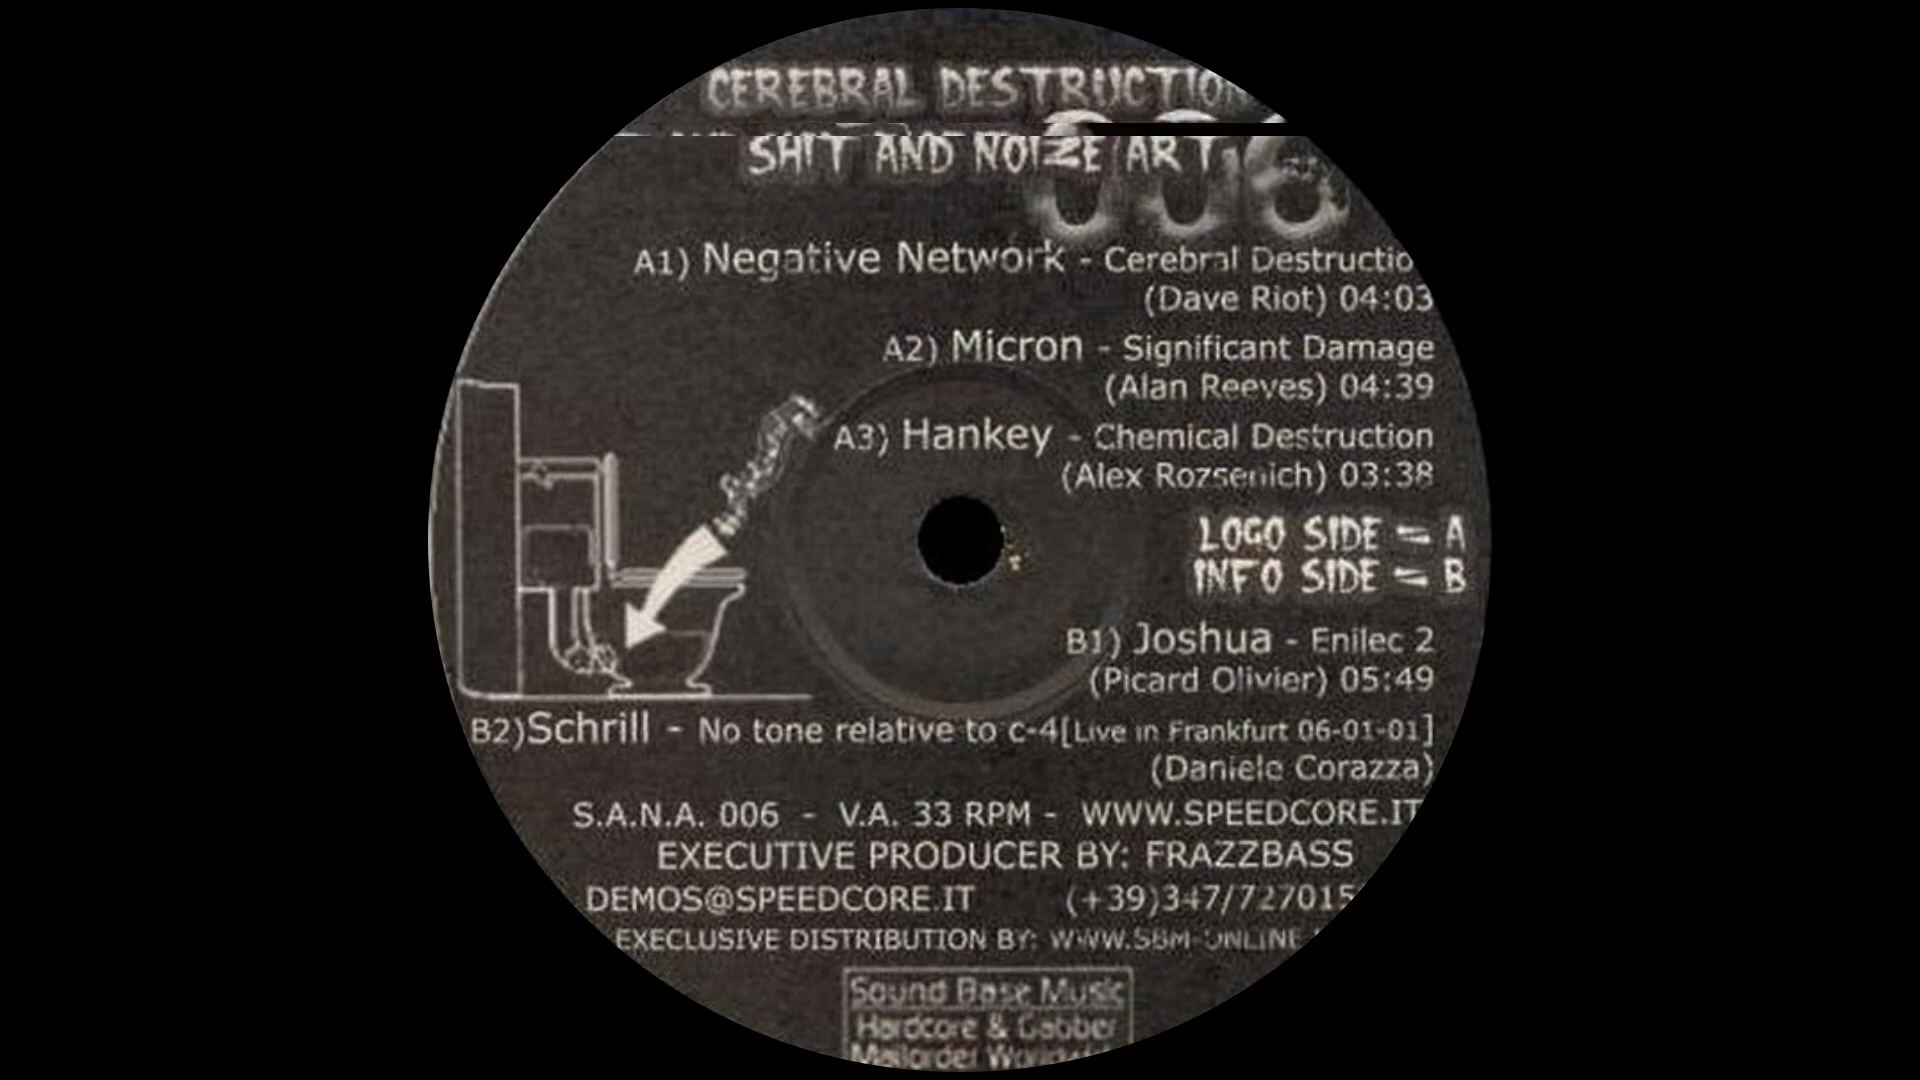 CEREBRAL DESTRUCTION
SHIT AND NOIZE ART
006
A1) Negative Network - Cerebral Destructio
(Dave Riot) 04:03
A2) Micron - Significant Damage
(Alan Reeves) 04:39
A3) Hankey - Chemical Destruction
(Alex Rozsenich) 03:38
LOGO SIDE = A
INFO SIDE = B
B1) Joshua - Enilec 2
(Picard Olivier) 05:49
B2)Schrill - No tone relative to c-4[Live in Frankfurt 06-01-01]
(Daniele Corazza)
S.A.N.A. 006 - V.A. 33 RPM - WWW.SPEEDCORE.IT
EXECUTIVE PRODUCER BY: FRAZZBASS
DEMOS@SPEEDCORE.IT (+39)347/727015
EXECLUSIVE DISTRIBUTION BY: WWW.SBM-ONLINE
Sound Base Music
Hardcore & Gabber
Mailorder